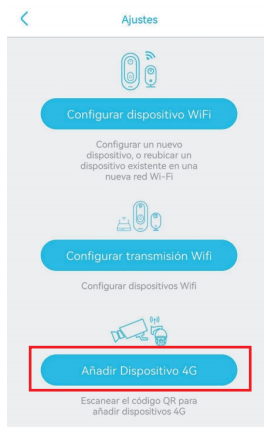 Ajustes
Configurar dispositivo WiFi
Configurar un nuevo
dispositivo, o reubicar un
dispositivo existente en una
nueva red Wi-Fi
Configurar transmisión Wifi
Configurar dispositivos Wifi
Añadir Dispositivo 4G
Escanear el código QR para
añadir dispositivos 4G